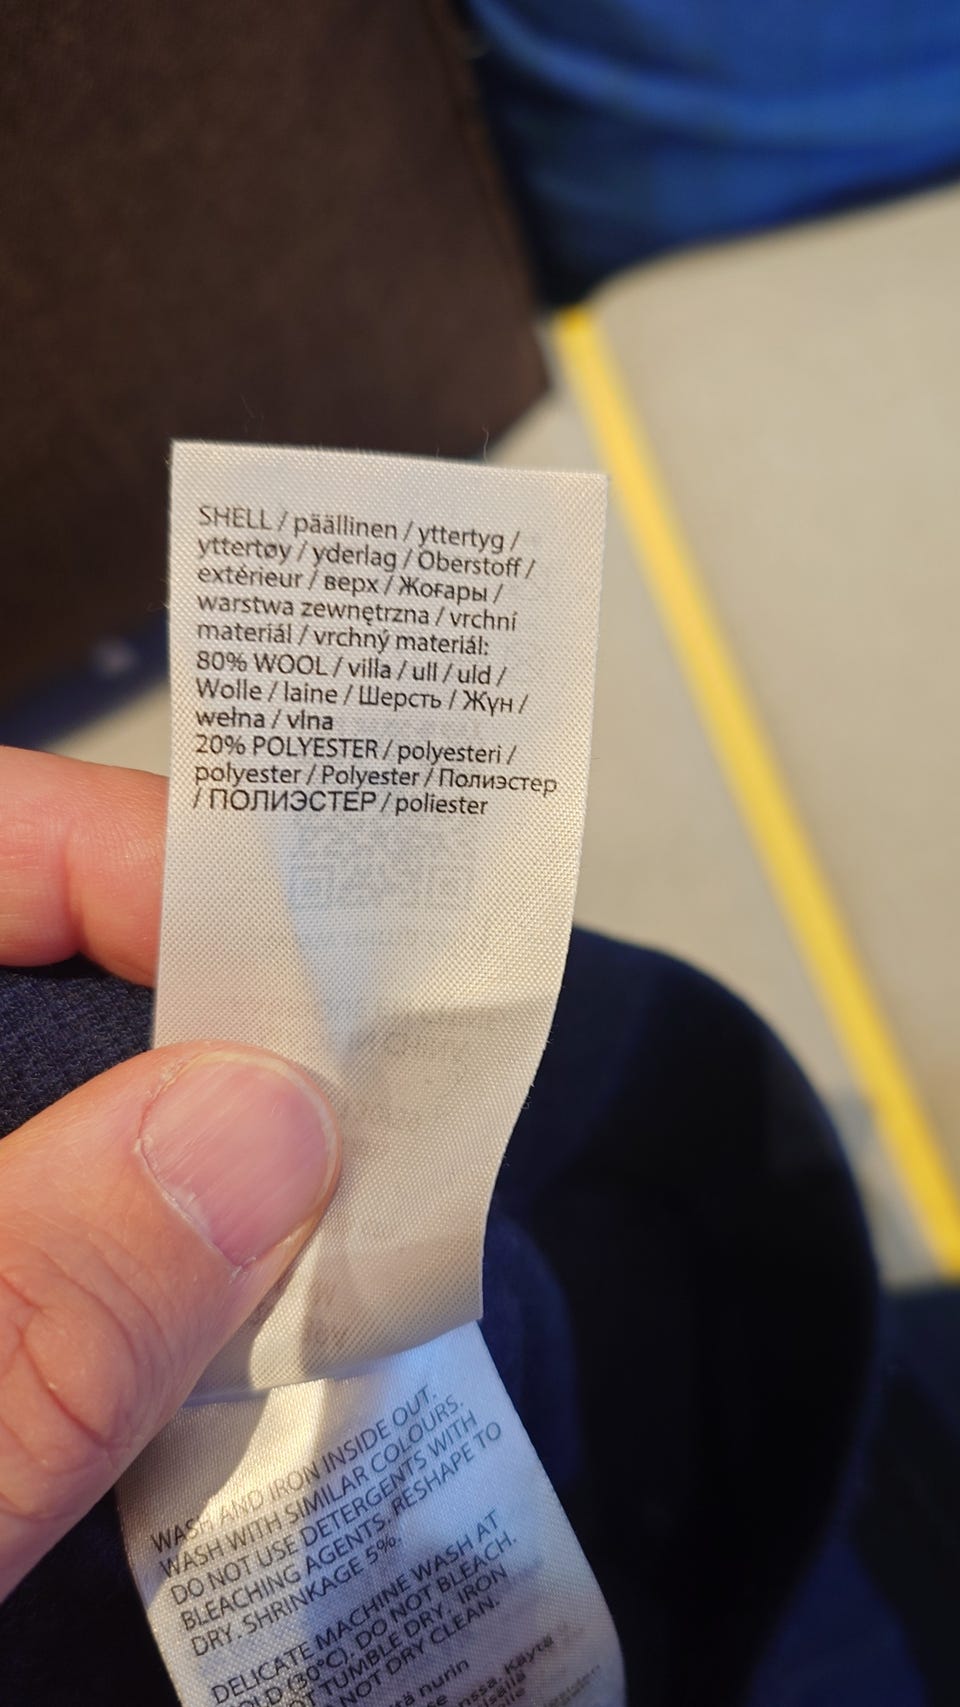 SHELL / päällinen / yttertyg /
yttertøy / yderlag / Oberstoff /
extérieur / верх / Жоғары /
warstwa zewnętrzna / vrchní
materiál / vrchný materiál:
80% WOOL / villa / ull / uld /
Wolle / laine / Шерсть / Жүн /
wełna / vlna
20% POLYESTER / polyesteri /
polyester / Polyester / Полиэстер
/ ПОЛИЭСТЕР / poliester
WASH AND IRON INSIDE OUT.
WASH WITH SIMILAR COLOURS.
DO NOT USE DETERGENTS WITH
BLEACHING AGENTS. RESHAPE TO
DRY. SHRINKAGE 5%.
DELICATE MACHINE WASH AT
(30°C). DO NOT BLEACH.
TUMBLE DRY. IRON
NOT DRY CLEAN.
nurin
Käytä